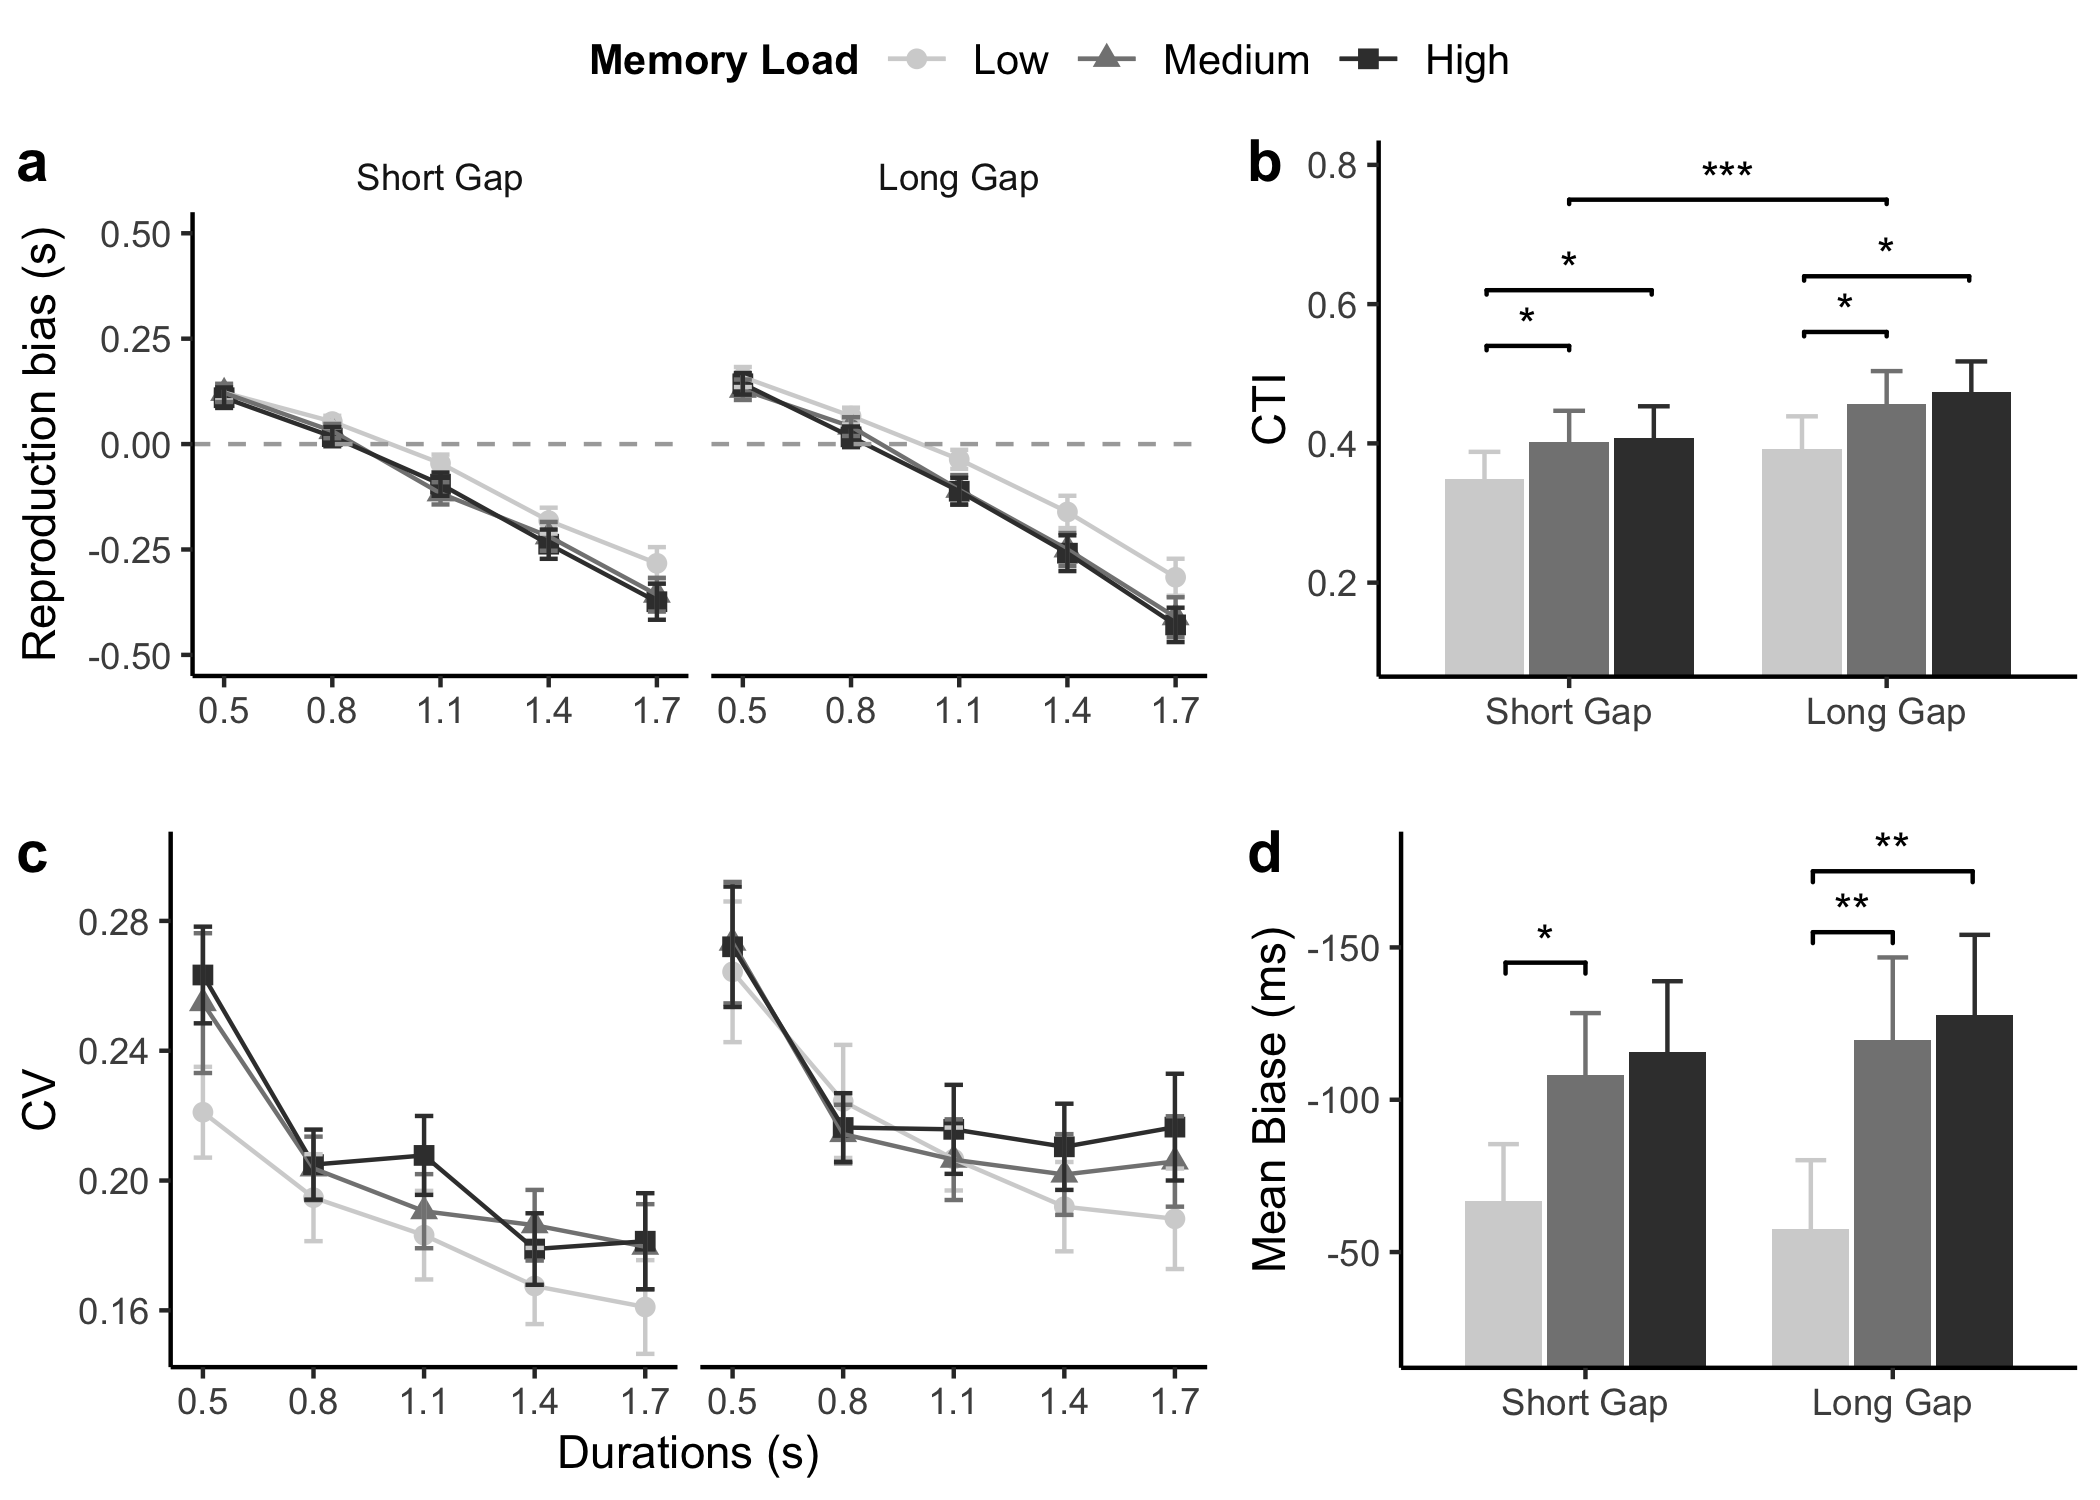 Memory Load Low Medium High
a
Short Gap Long Gap
Reproduction bias (s)
0.50
0.25
0.00
-0.25
-0.50
0.5 0.8 1.1 1.4 1.7 0.5 0.8 1.1 1.4 1.7
b
CTI
0.8
0.6
0.4
0.2
***
* *
* *
Short Gap Long Gap
c
CV
0.28
0.24
0.20
0.16
0.5 0.8 1.1 1.4 1.7 0.5 0.8 1.1 1.4 1.7
Durations (s)
d
Mean Biase (ms)
-150
-100
-50
**
**
*
Short Gap Long Gap